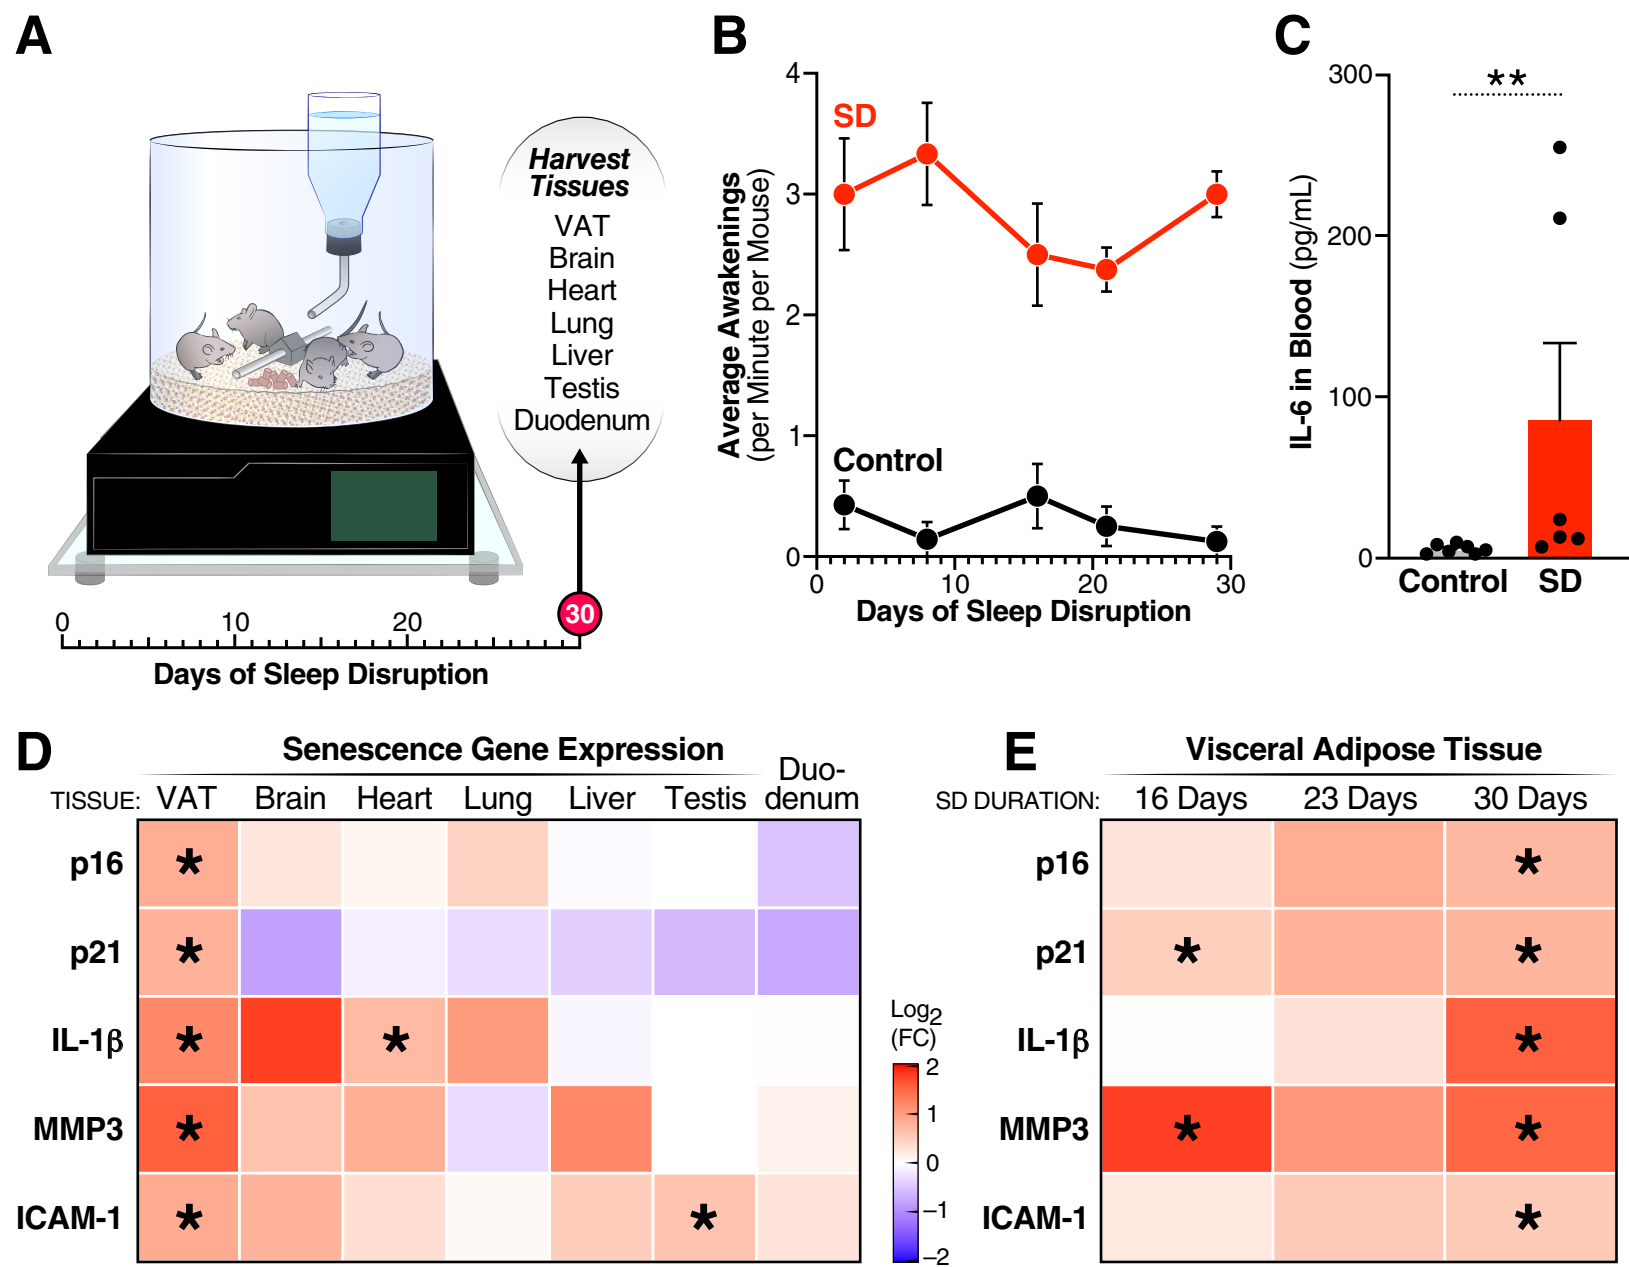 A
Harvest
Tissues
VAT
Brain
Heart
Lung
Liver
Testis
Duodenum
30
0 10 20
Days of Sleep Disruption
B
Average Awakenings
(per Minute per Mouse)
4
3
2
1
0
SD
Control
0 10 20 30
Days of Sleep Disruption
C
IL-6 in Blood (pg/mL)
300
200
100
0
**
Control SD
D
Senescence Gene Expression
TISSUE: VAT Brain Heart Lung Liver Testis Duo-
denum
p16 *
p21 *
IL-1β * *
MMP3 *
ICAM-1 * *
Log2
(FC)
2
1
0
−1
−2
E
Visceral Adipose Tissue
SD DURATION: 16 Days 23 Days 30 Days
p16 *
p21 * *
IL-1β *
MMP3 * *
ICAM-1 *